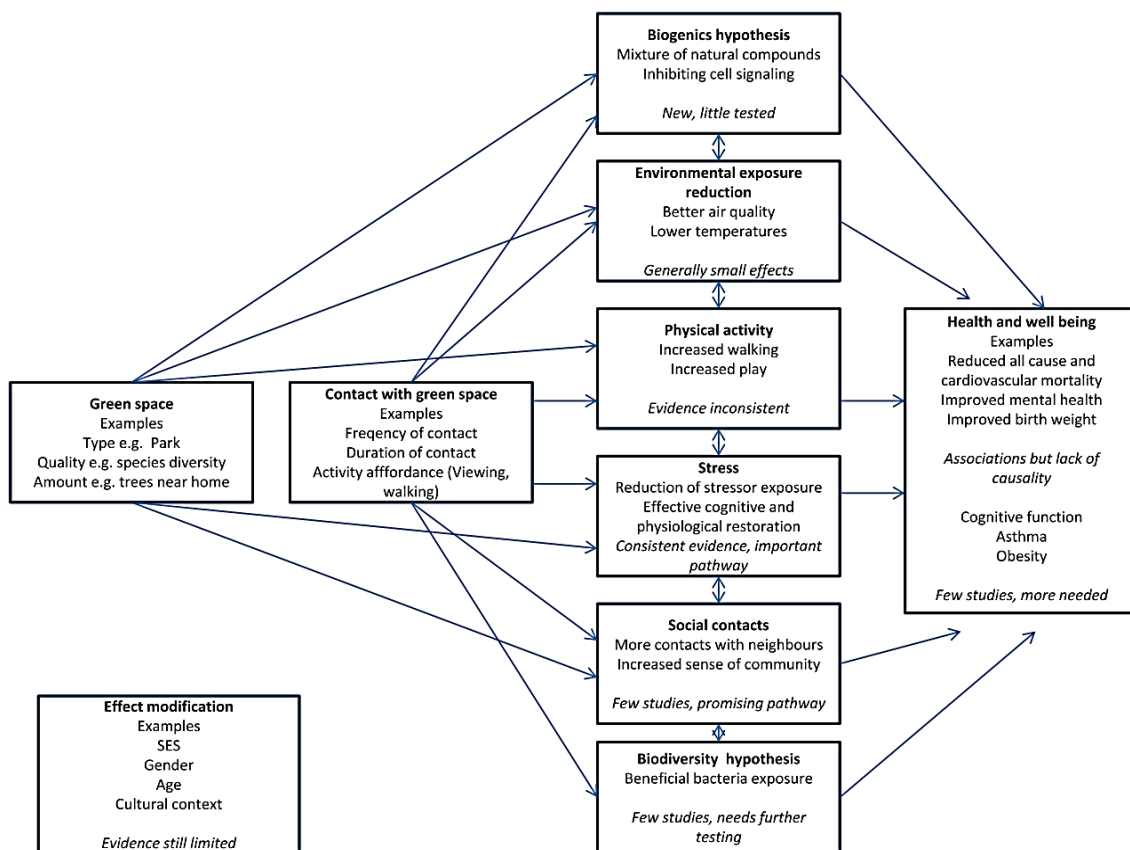 Biogenics hypothesis
Mixture of natural compounds
Inhibiting cell signaling
New, little tested
Environmental exposure
reduction
Better air quality
Lower temperatures
Generally small effects
Physical activity
Increased walking
Increased play
Evidence inconsistent
Health and well being
Examples
Reduced all cause and
cardiovascular mortality
Improved mental health
Improved birth weight
Associations but lack of
causality
Cognitive function
Asthma
Obesity
Few studies, more needed
Green space
Examples
Type e.g. Park
Quality e.g. species diversity
Amount e.g. trees near home
Contact with green space
Examples
Freqency of contact
Duration of contact
Activity afffordance (Viewing,
walking)
Stress
Reduction of stressor exposure
Effective cognitive and
physiological restoration
Consistent evidence, important
pathway
Social contacts
More contacts with neighbours
Increased sense of community
Few studies, promising pathway
Effect modification
Examples
SES
Gender
Age
Cultural context
Evidence still limited
Biodiversity hypothesis
Beneficial bacteria exposure
Few studies, needs further
testing